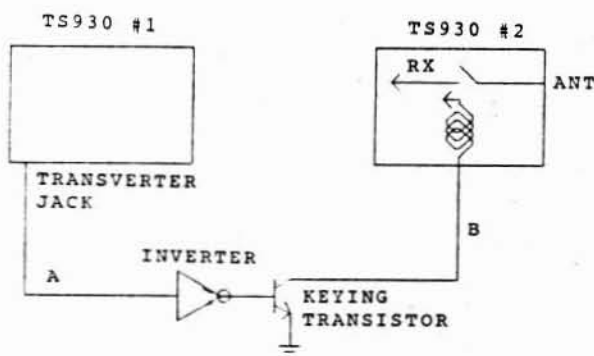 TS930 #1
TS930 #2
RX
ANT
TRANSVERTER
JACK
B
INVERTER
A
KEYING
TRANSISTOR